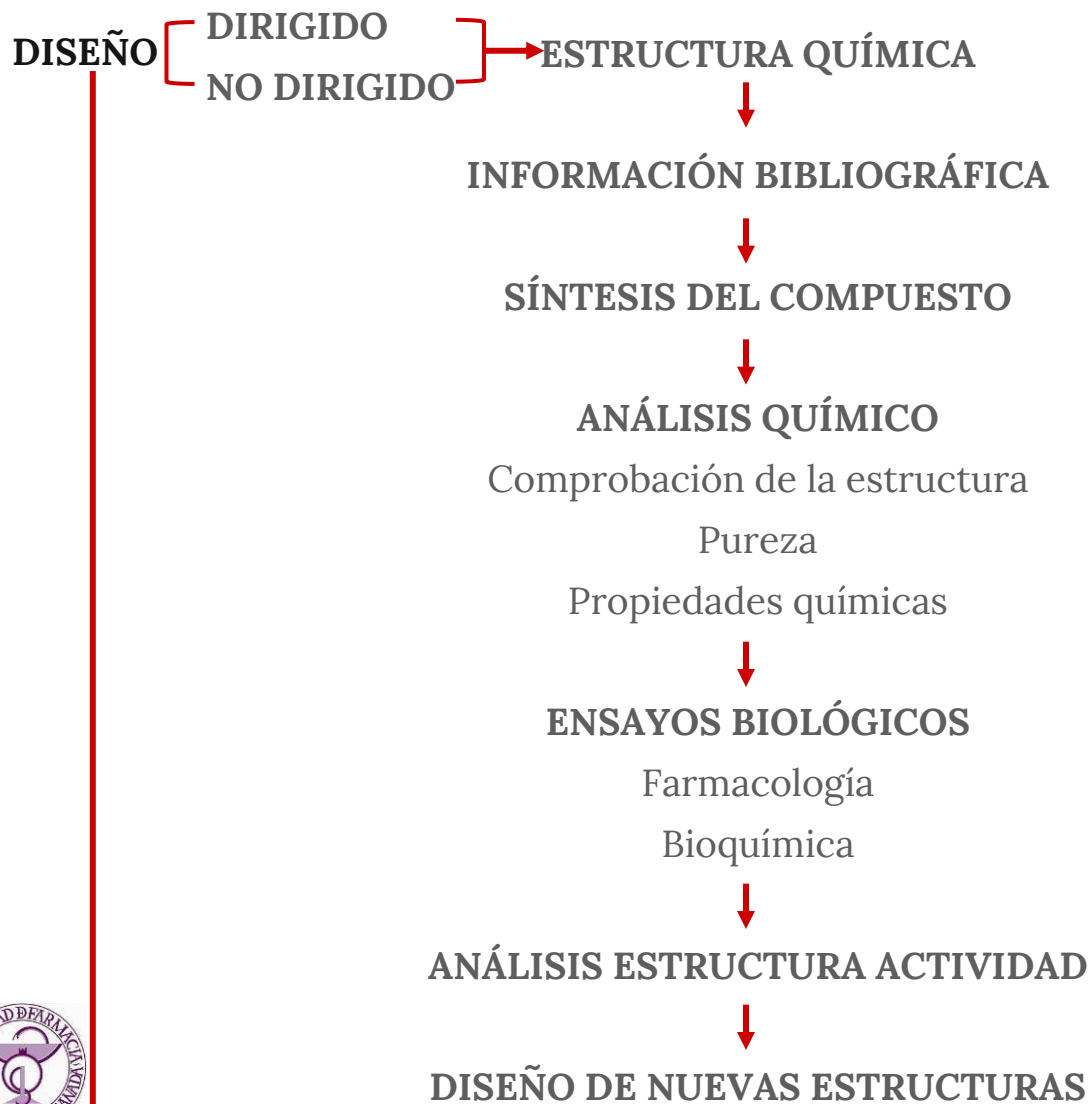 DISEÑO
DIRIGIDO
NO DIRIGIDO
ESTRUCTURA QUÍMICA
INFORMACIÓN BIBLIOGRÁFICA
SÍNTESIS DEL COMPUESTO
ANÁLISIS QUÍMICO
Comprobación de la estructura
Pureza
Propiedades químicas
ENSAYOS BIOLÓGICOS
Farmacología
Bioquímica
ANÁLISIS ESTRUCTURA ACTIVIDAD
DISEÑO DE NUEVAS ESTRUCTURAS